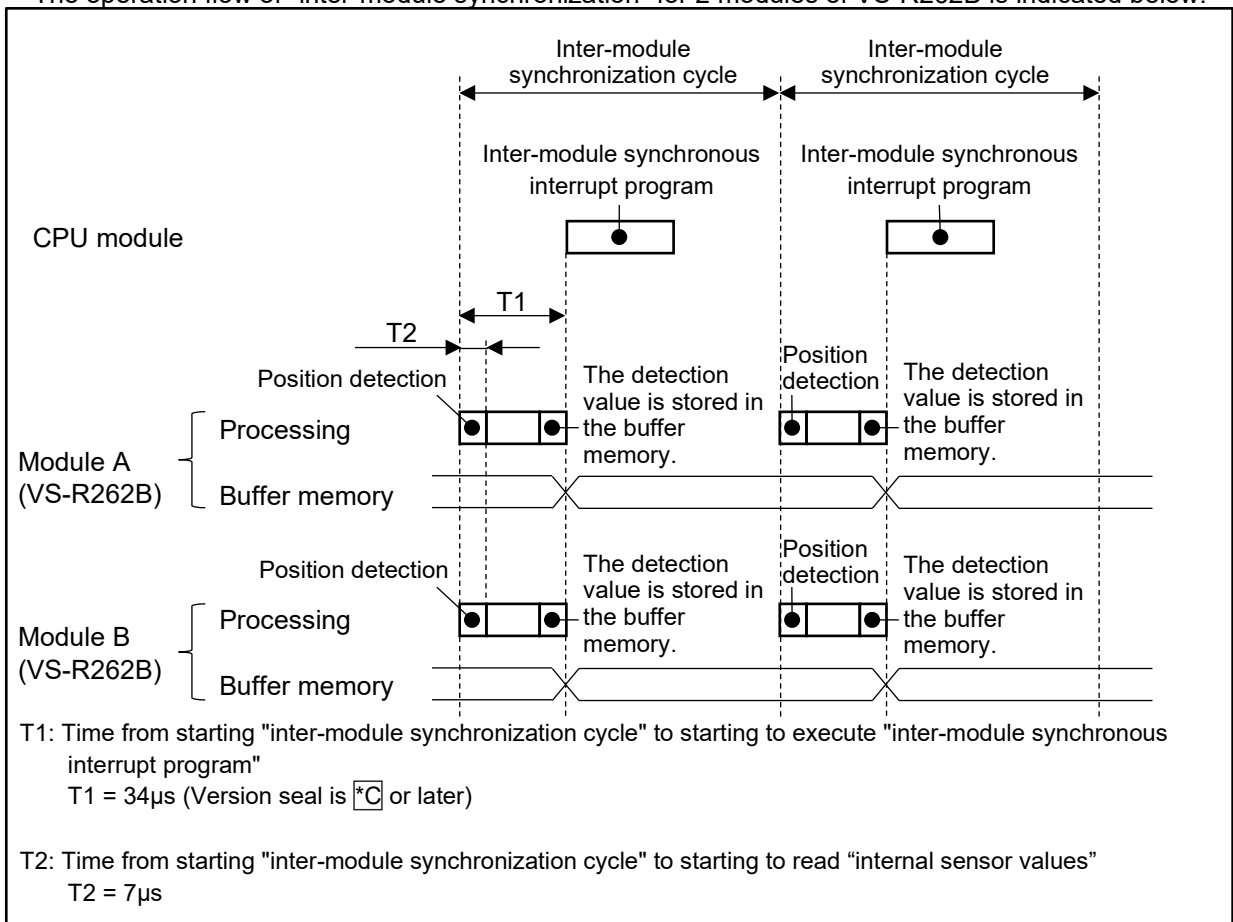 The operation flow of "inter-module synchronization" for 2 modules of VS-R262B is indicated below.
Inter-module
synchronization cycle
Inter-module
synchronization cycle
Inter-module synchronous
interrupt program
Inter-module synchronous
interrupt program
CPU module
T1
T2
Position detection
The detection
value is stored in
the buffer
memory.
Position
detection
The detection
value is stored in
the buffer
memory.
Processing
Module A
(VS-R262B)
Buffer memory
Position detection
The detection
value is stored in
the buffer
memory.
Position
detection
The detection
value is stored in
the buffer
memory.
Processing
Module B
(VS-R262B)
Buffer memory
T1: Time from starting "inter-module synchronization cycle" to starting to execute "inter-module synchronous
interrupt program"
T1 = 34µs (Version seal is *C or later)
T2: Time from starting "inter-module synchronization cycle" to starting to read “internal sensor values”
T2 = 7µs